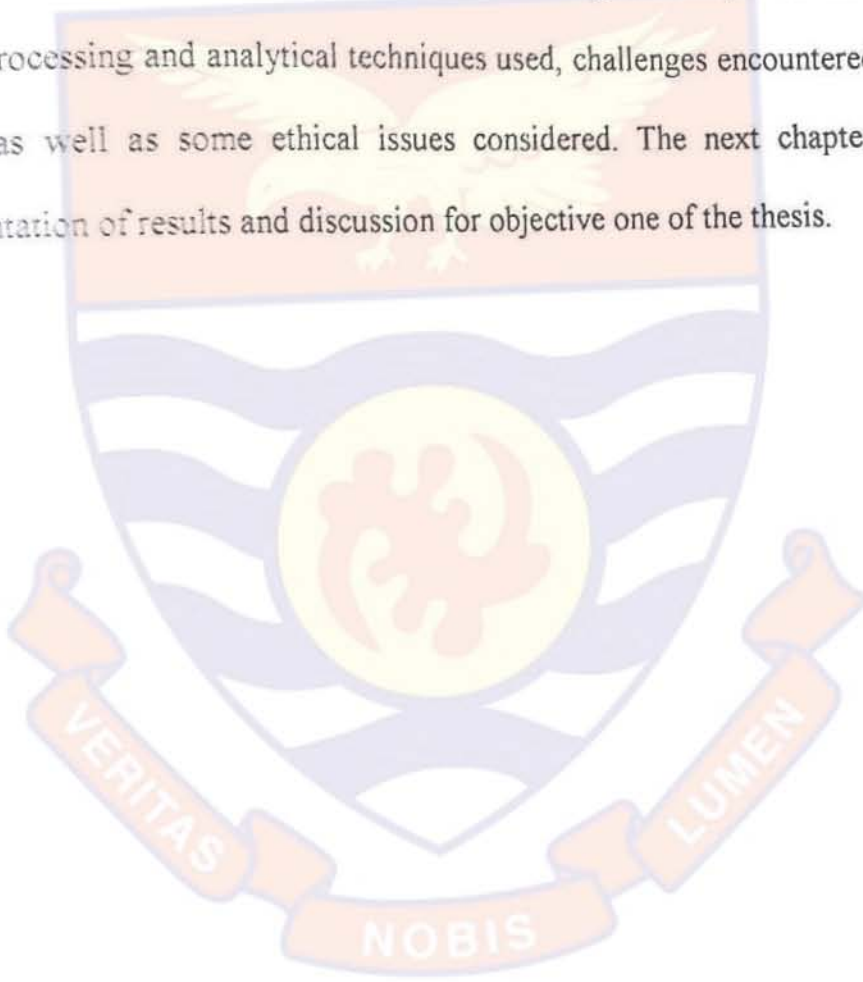 processing and analytical techniques used, challenges encountered
as well as some ethical issues considered. The next chapter
tation of results and discussion for objective one of the thesis.
VERITAS
NOBIS
LUMEN